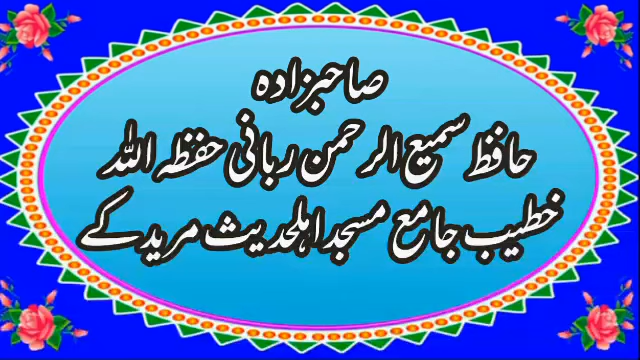 صاحبزادہ
حافظ سمیع الرحمن ربانی حفظہ اللہ
خطیب جامع مسجد اہلحدیث مریدکے